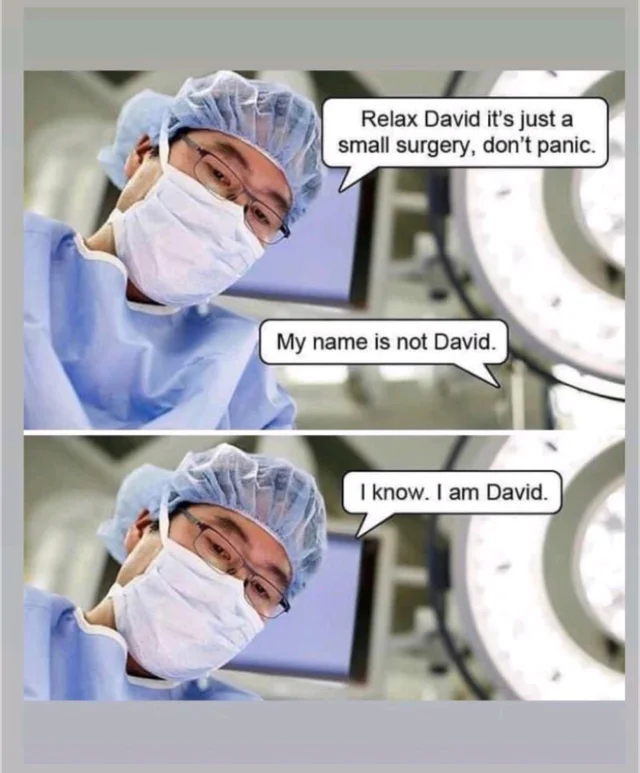 Relax David it's just a
small surgery, don't panic.
My name is not David.
I know. I am David.